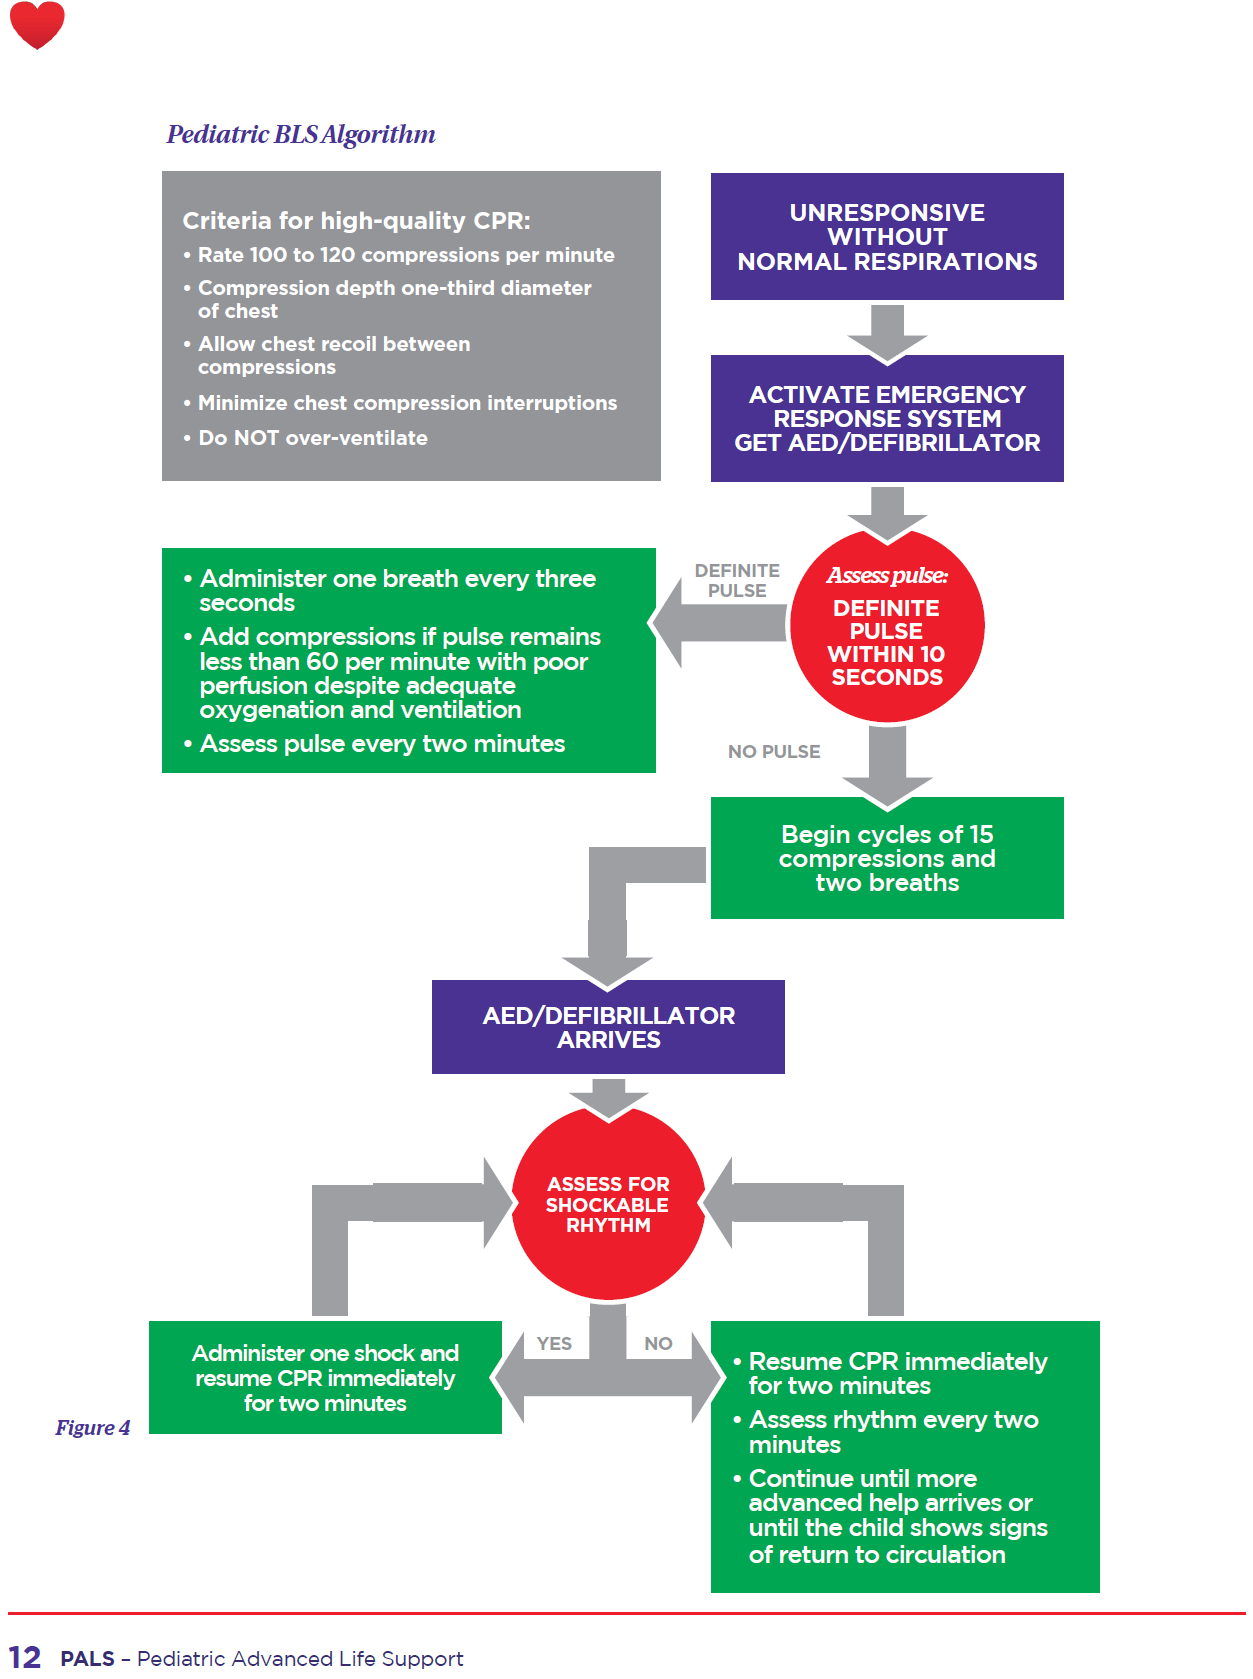 Pediatric BLS Algorithm
Criteria for high-quality CPR:
• Rate 100 to 120 compressions per minute
• Compression depth one-third diameter
of chest
• Allow chest recoil between
compressions
• Minimize chest compression interruptions
• Do NOT over-ventilate
UNRESPONSIVE
WITHOUT
NORMAL RESPIRATIONS
ACTIVATE EMERGENCY
RESPONSE SYSTEM
GET AED/DEFIBRILLATOR
Assess pulse:
DEFINITE
PULSE
WITHIN 10
SECONDS
DEFINITE
PULSE
• Administer one breath every three
seconds
• Add compressions if pulse remains
less than 60 per minute with poor
perfusion despite adequate
oxygenation and ventilation
• Assess pulse every two minutes
NO PULSE
Begin cycles of 15
compressions and
two breaths
AED/DEFIBRILLATOR
ARRIVES
ASSESS FOR
SHOCKABLE
RHYTHM
YES
NO
Administer one shock and
resume CPR immediately
for two minutes
• Resume CPR immediately
for two minutes
• Assess rhythm every two
minutes
• Continue until more
advanced help arrives or
until the child shows signs
of return to circulation
Figure 4
12 PALS – Pediatric Advanced Life Support